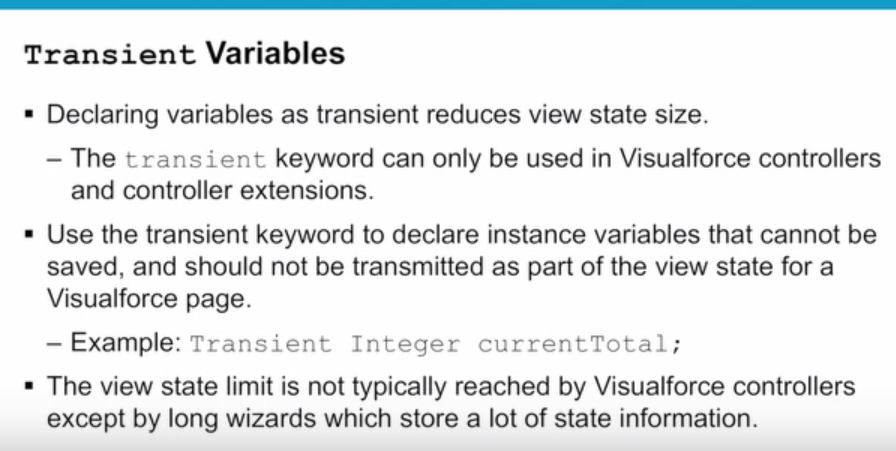 Transient Variables
▪ Declaring variables as transient reduces view state size.
– The transient keyword can only be used in Visualforce controllers
and controller extensions.
▪ Use the transient keyword to declare instance variables that cannot be
saved, and should not be transmitted as part of the view state for a
Visualforce page.
– Example: Transient Integer currentTotal;
▪ The view state limit is not typically reached by Visualforce controllers
except by long wizards which store a lot of state information.